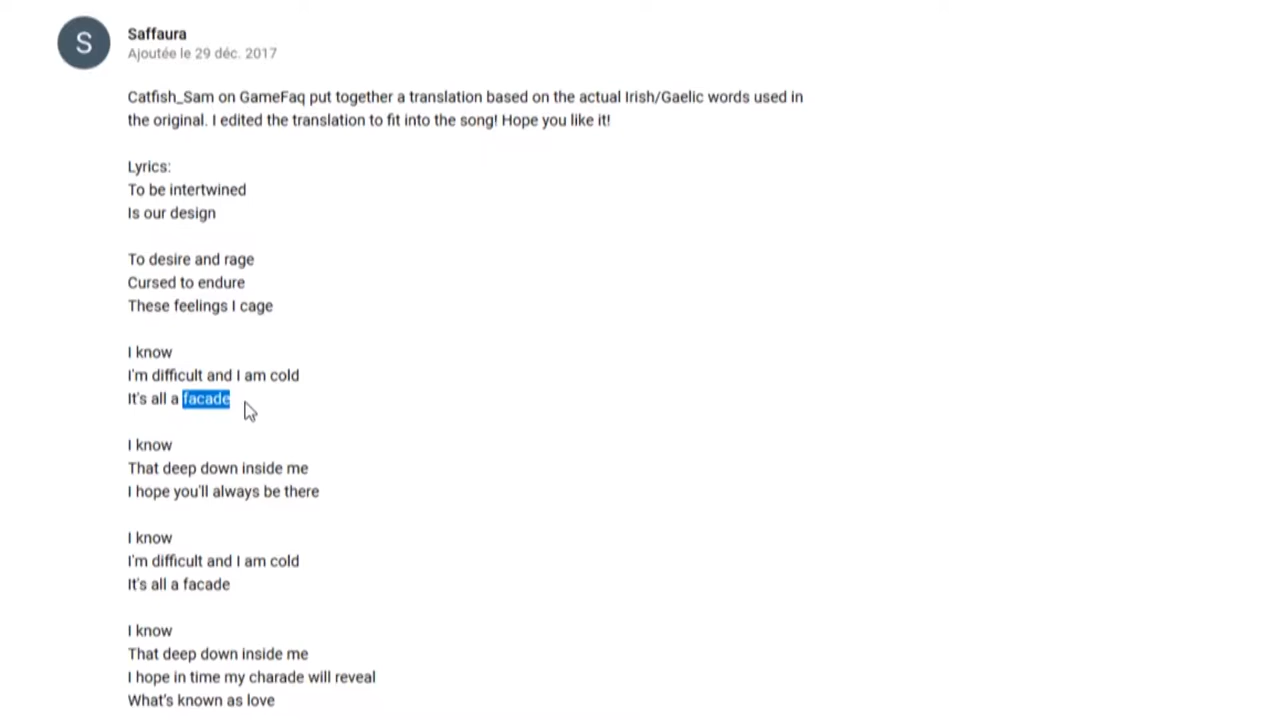 S
Saffaura
Ajoutée le 29 déc. 2017
Catfish_Sam on GameFaq put together a translation based on the actual Irish/Gaelic words used in
the original. I edited the translation to fit into the song! Hope you like it!
Lyrics:
To be intertwined
Is our design
To desire and rage
Cursed to endure
These feelings I cage
I know
I'm difficult and I am cold
It's all a facade
I know
That deep down inside me
I hope you'll always be there
I know
I'm difficult and I am cold
It's all a facade
I know
That deep down inside me
I hope in time my charade will reveal
What's known as love